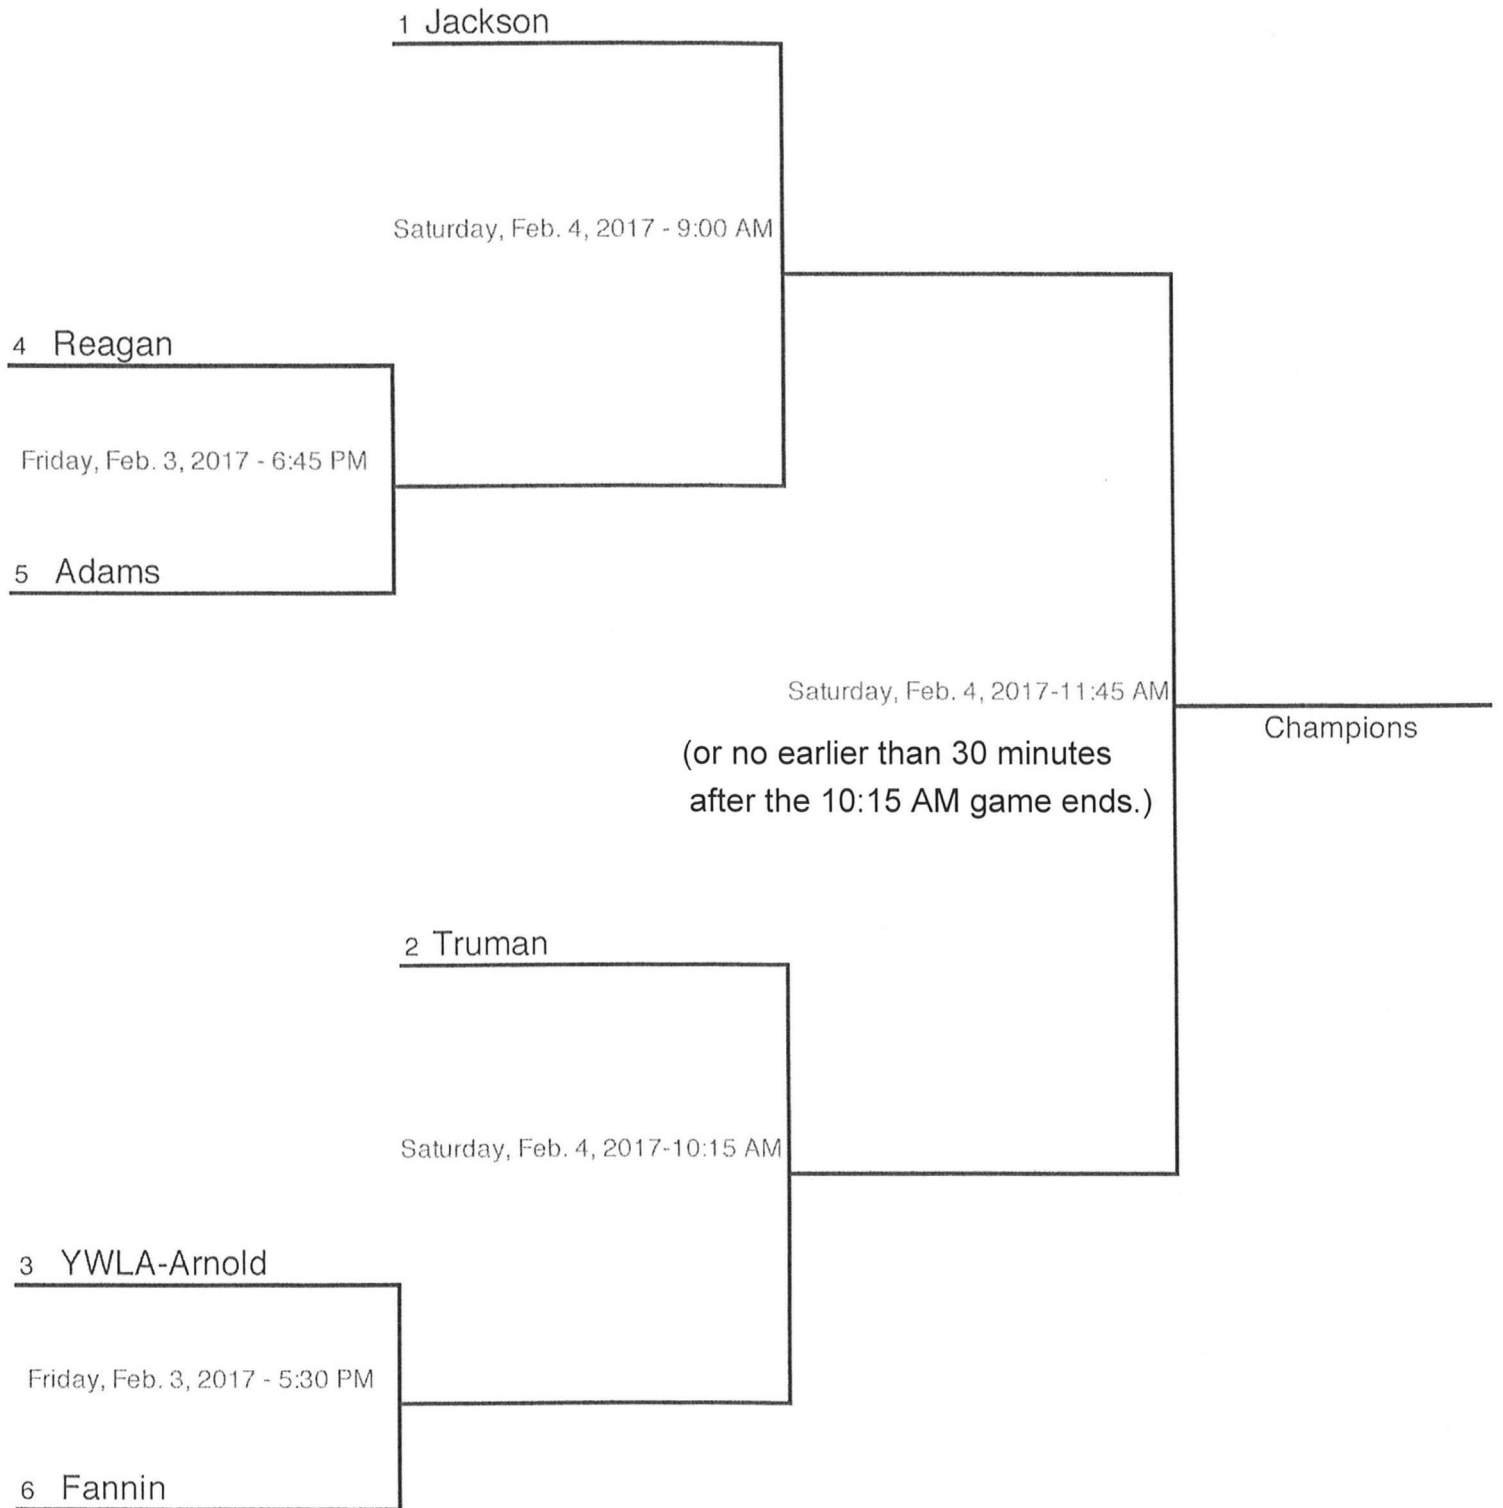 1 Jackson
Saturday, Feb. 4, 2017 - 9:00 AM
4 Reagan
Friday, Feb. 3, 2017 - 6:45 PM
5 Adams
Saturday, Feb. 4, 2017-11:45 AM
Champions
(or no earlier than 30 minutes
after the 10:15 AM game ends.)
2 Truman
Saturday, Feb. 4, 2017-10:15 AM
3 YWLA-Arnold
Friday, Feb. 3, 2017 - 5:30 PM
6 Fannin